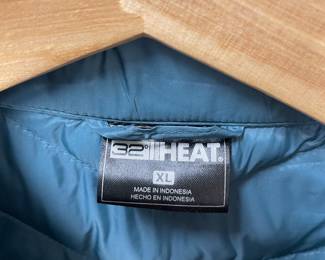 32° HEAT®
XL
MADE IN INDONESIA
HECHO EN INDONESIA